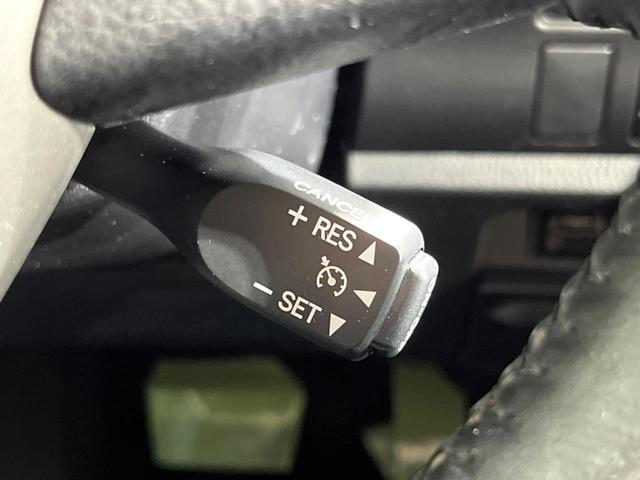 CANCEL
+ RES ▲
◀
− SET ▼